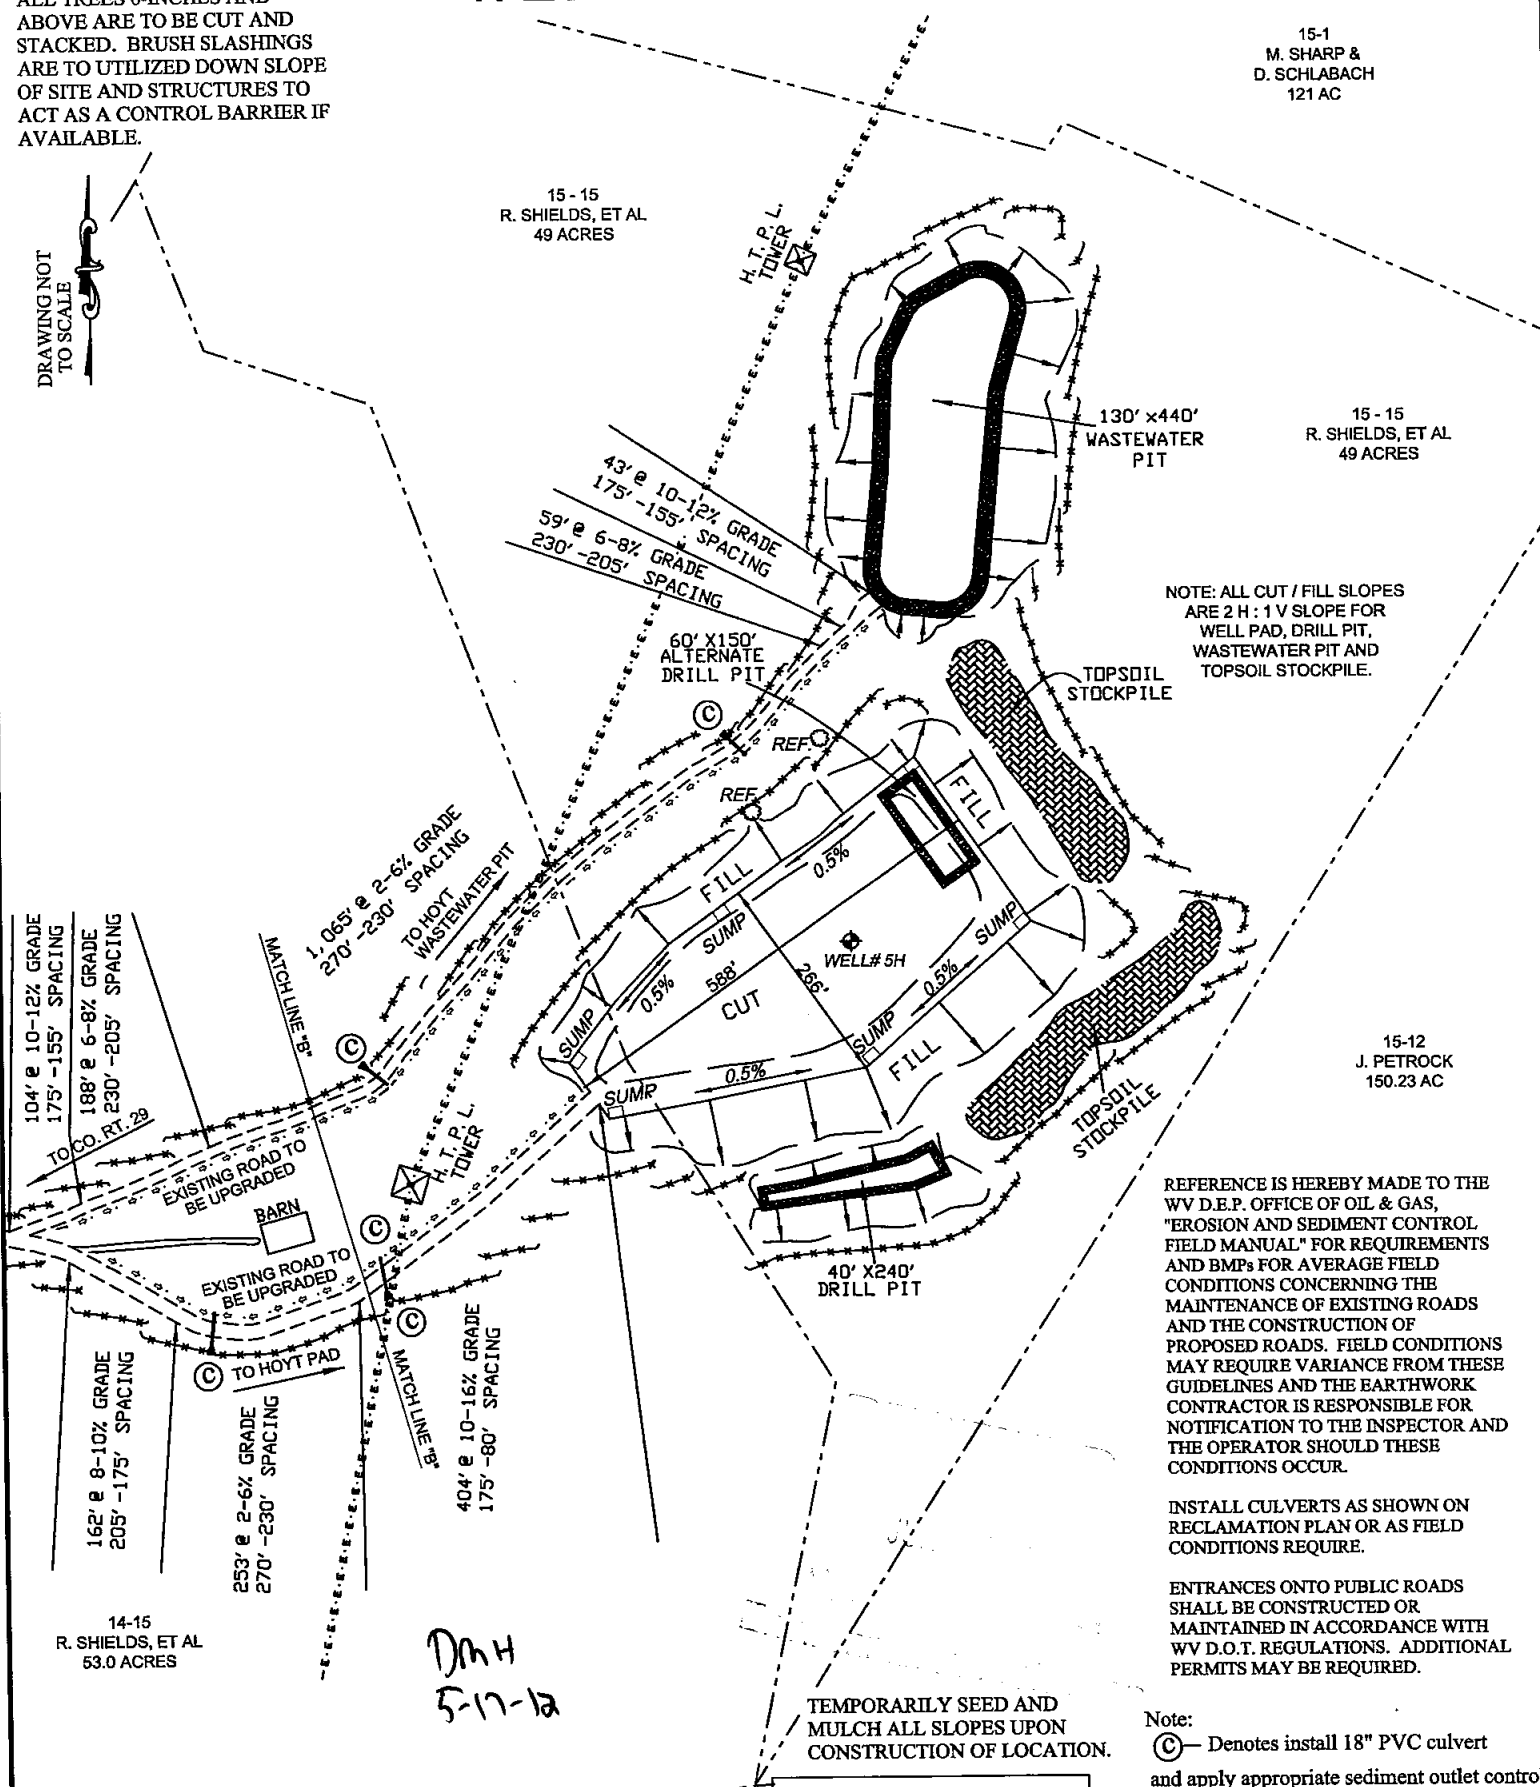 ALL TREES 6-INCHES AND
ABOVE ARE TO BE CUT AND
STACKED. BRUSH SLASHINGS
ARE TO UTILIZED DOWN SLOPE
OF SITE AND STRUCTURES TO
ACT AS A CONTROL BARRIER IF
AVAILABLE.
15-1
M. SHARP &
D. SCHLABACH
121 AC
DRAWING NOT
TO SCALE
15 - 15
R. SHIELDS, ET AL
49 ACRES
H. T. P. L.
TOWER
130' x440'
WASTEWATER
PIT
15 - 15
R. SHIELDS, ET AL
49 ACRES
43' @ 10-12% GRADE
175' -155' SPACING
59' @ 6-8% GRADE
230' -205' SPACING
NOTE: ALL CUT / FILL SLOPES
ARE 2 H : 1 V SLOPE FOR
WELL PAD, DRILL PIT,
WASTEWATER PIT AND
TOPSOIL STOCKPILE.
60' X150'
ALTERNATE
DRILL PIT
TOPSOIL
STOCKPILE
C
REF.
REF.
FILL
0.5%
FILL
1,065' @ 2-6% GRADE
270' -230' SPACING
TO HOYT
WASTEWATER PIT
SUMP
SUMP
WELL# 5H
588'
266'
0.5%
0.5%
CUT
SUMP
SUMP
FILL
0.5%
SUMP
104' @ 10-12% GRADE
175' -155' SPACING
188' @ 6-8% GRADE
230' -205' SPACING
MATCH LINE "B"
C
15-12
J. PETROCK
150.23 AC
TO CO. RT. 29
EXISTING ROAD TO
BE UPGRADED
H. T. P. L.
TOWER
TOPSOIL
STOCKPILE
BARN
C
EXISTING ROAD TO
BE UPGRADED
40' X240'
DRILL PIT
C
C
TO HOYT PAD
MATCH LINE "B"
162' @ 8-10% GRADE
205' -175' SPACING
253' @ 2-6% GRADE
270' -230' SPACING
404' @ 10-16% GRADE
175' -80' SPACING
REFERENCE IS HEREBY MADE TO THE
WV D.E.P. OFFICE OF OIL & GAS,
"EROSION AND SEDIMENT CONTROL
FIELD MANUAL" FOR REQUIREMENTS
AND BMPs FOR AVERAGE FIELD
CONDITIONS CONCERNING THE
MAINTENANCE OF EXISTING ROADS
AND THE CONSTRUCTION OF
PROPOSED ROADS. FIELD CONDITIONS
MAY REQUIRE VARIANCE FROM THESE
GUIDELINES AND THE EARTHWORK
CONTRACTOR IS RESPONSIBLE FOR
NOTIFICATION TO THE INSPECTOR AND
THE OPERATOR SHOULD THESE
CONDITIONS OCCUR.
INSTALL CULVERTS AS SHOWN ON
RECLAMATION PLAN OR AS FIELD
CONDITIONS REQUIRE.
ENTRANCES ONTO PUBLIC ROADS
SHALL BE CONSTRUCTED OR
MAINTAINED IN ACCORDANCE WITH
WV D.O.T. REGULATIONS. ADDITIONAL
PERMITS MAY BE REQUIRED.
14-15
R. SHIELDS, ET AL
53.0 ACRES
DMH
5-17-12
TEMPORARILY SEED AND
MULCH ALL SLOPES UPON
CONSTRUCTION OF LOCATION.
Note:
C — Denotes install 18" PVC culvert
and apply appropriate sediment outlet contro